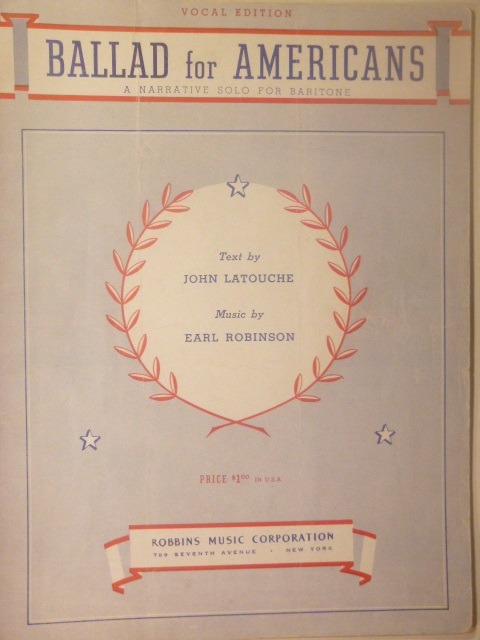 VOCAL EDITION
BALLAD for AMERICANS
A NARRATIVE SOLO FOR BARITONE
Text by
JOHN LATOUCHE
Music by
EARL ROBINSON
PRICE $1.00 IN U.S.A
ROBBINS MUSIC CORPORATION
799 SEVENTH AVENUE · NEW YORK